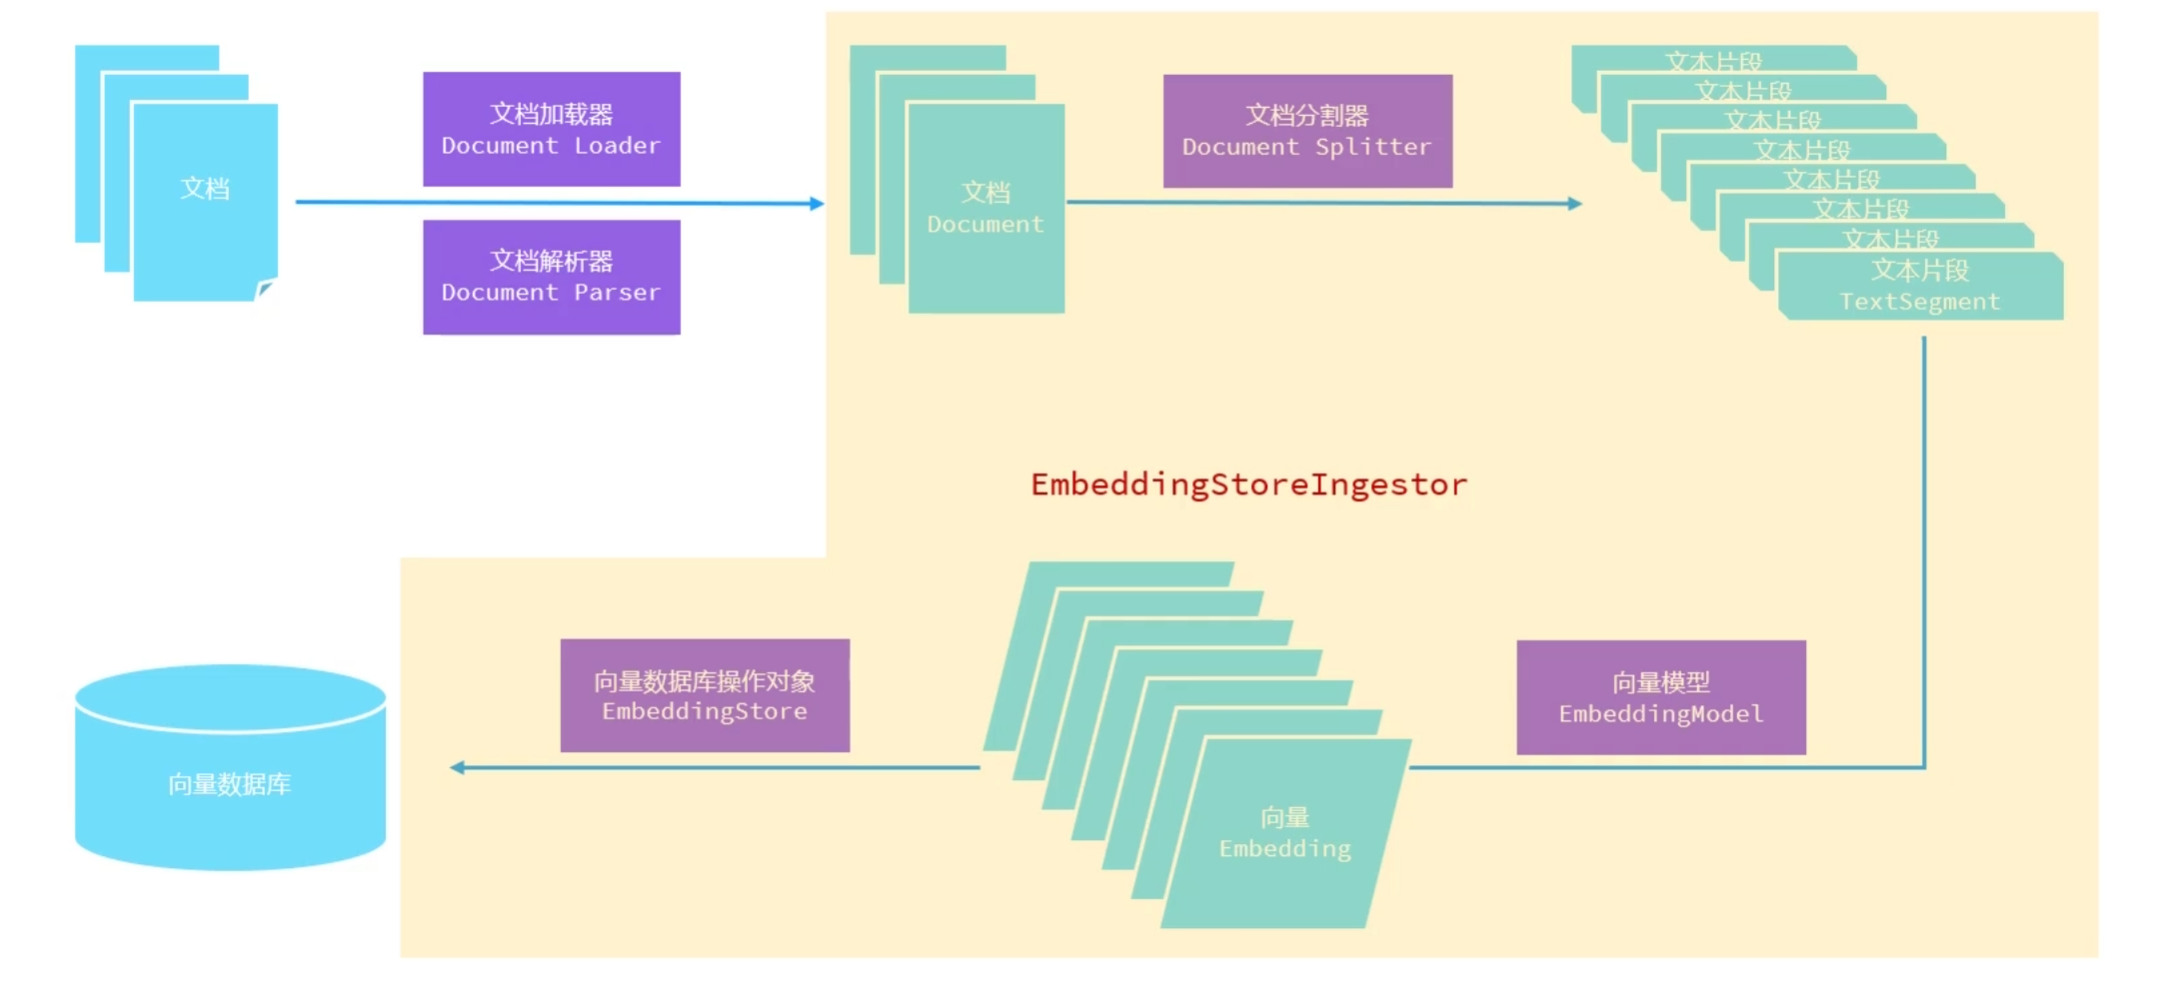 文档
文档加载器
Document Loader
文档解析器
Document Parser
文档
Document
文档分割器
Document Splitter
文本片段
文本片段
文本片段
文本片段
文本片段
文本片段
文本片段
文本片段
TextSegment
EmbeddingStoreIngestor
向量模型
EmbeddingModel
向量
Embedding
向量数据库操作对象
EmbeddingStore
向量数据库